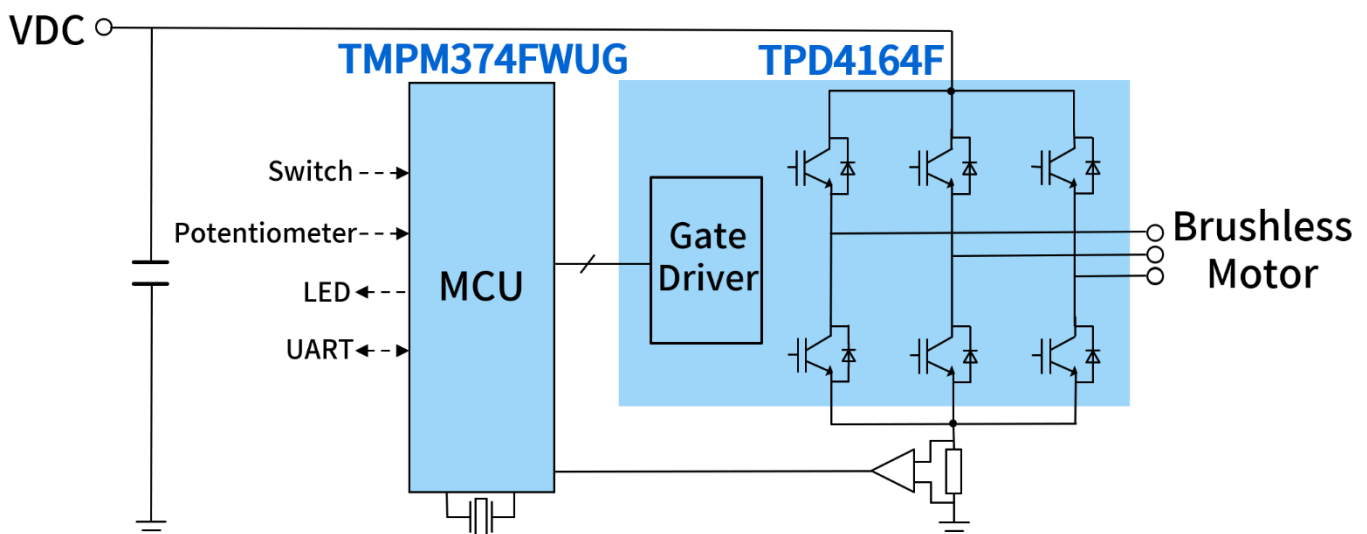 VDC
TMPM374FWUG
TPD4164F
Switch
Potentiometer
LED
UART
MCU
Gate
Driver
Brushless
Motor